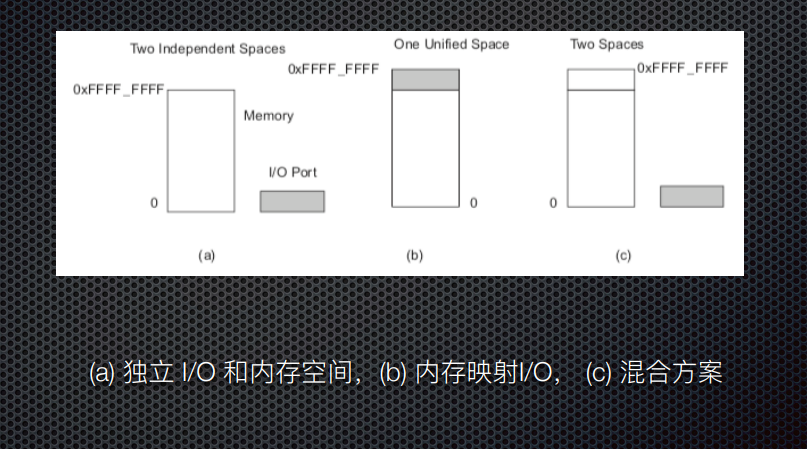 Two Independent Spaces
One Unified Space
Two Spaces
0xFFFF_FFFF
0xFFFF_FFFF
0xFFFF_FFFF
Memory
I/O Port
0
0
0
(a)
(b)
(c)
(a) 独立 I/O 和内存空间，(b) 内存映射I/O， (c) 混合方案